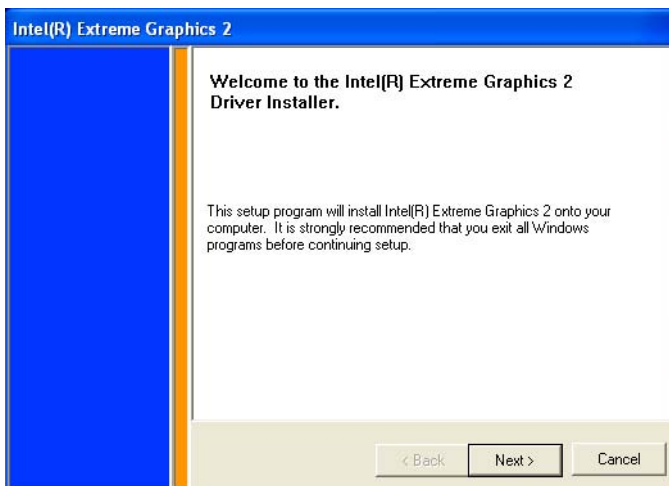 Intel(R) Extreme Graphics 2
Welcome to the Intel(R) Extreme Graphics 2
Driver Installer.
This setup program will install Intel(R) Extreme Graphics 2 onto your
computer. It is strongly recommended that you exit all Windows
programs before continuing setup.
< Back
Next >
Cancel